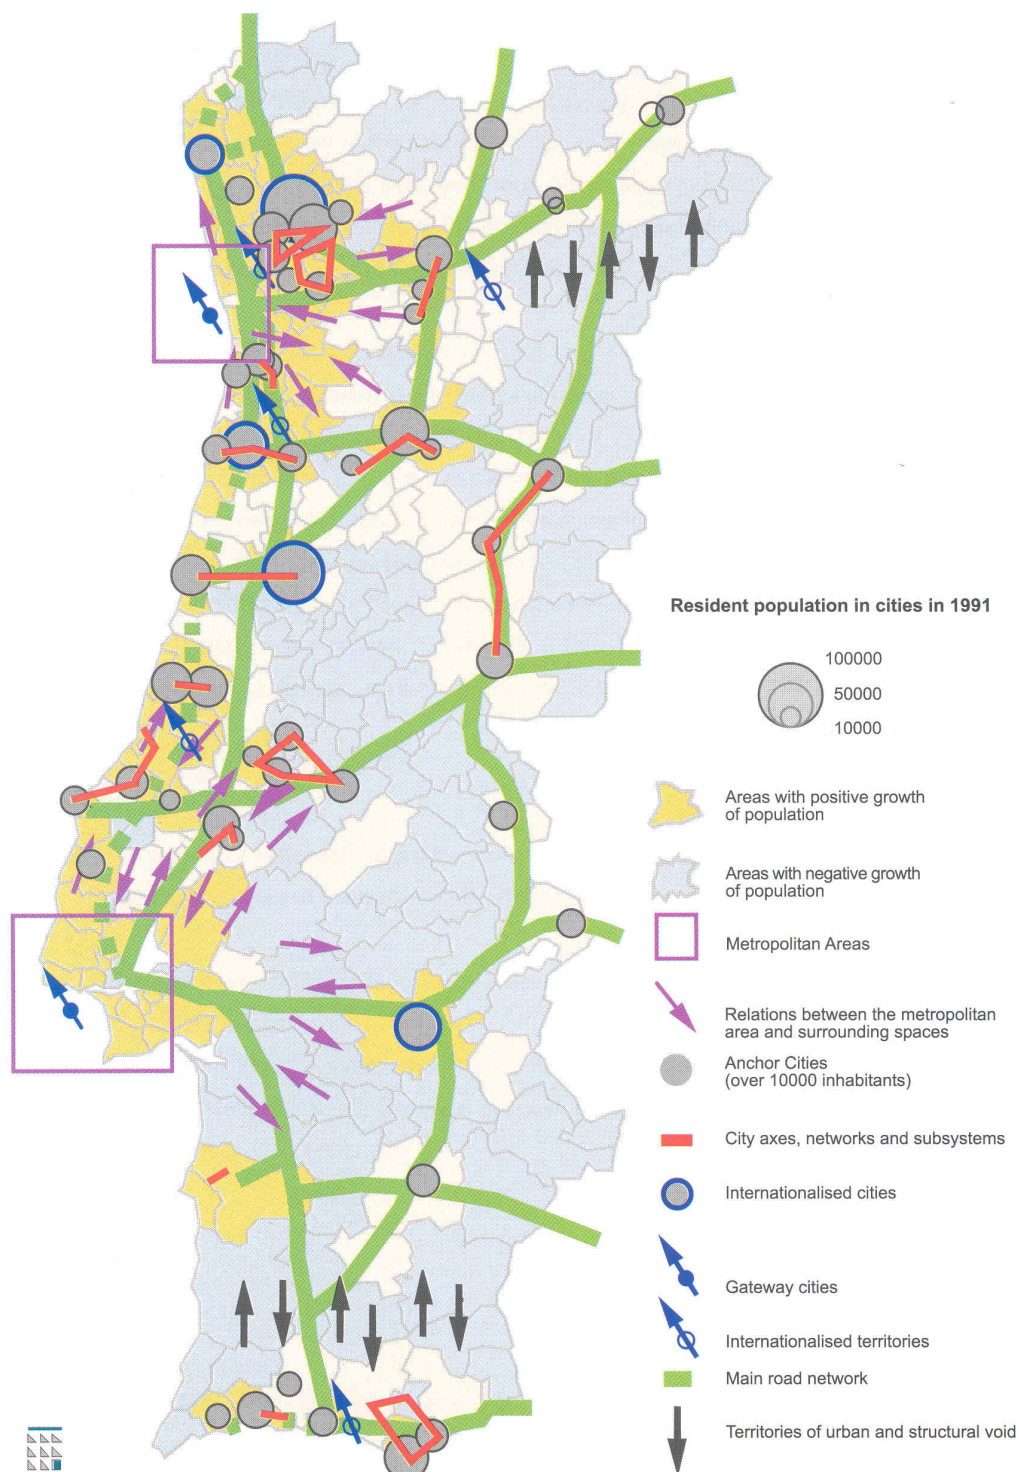 Resident population in cities in 1991
100000
50000
10000
Areas with positive growth
of population
Areas with negative growth
of population
Metropolitan Areas
Relations between the metropolitan
area and surrounding spaces
Anchor Cities
(over 10000 inhabitants)
City axes, networks and subsystems
Internationalised cities
Gateway cities
Internationalised territories
Main road network
Territories of urban and structural void